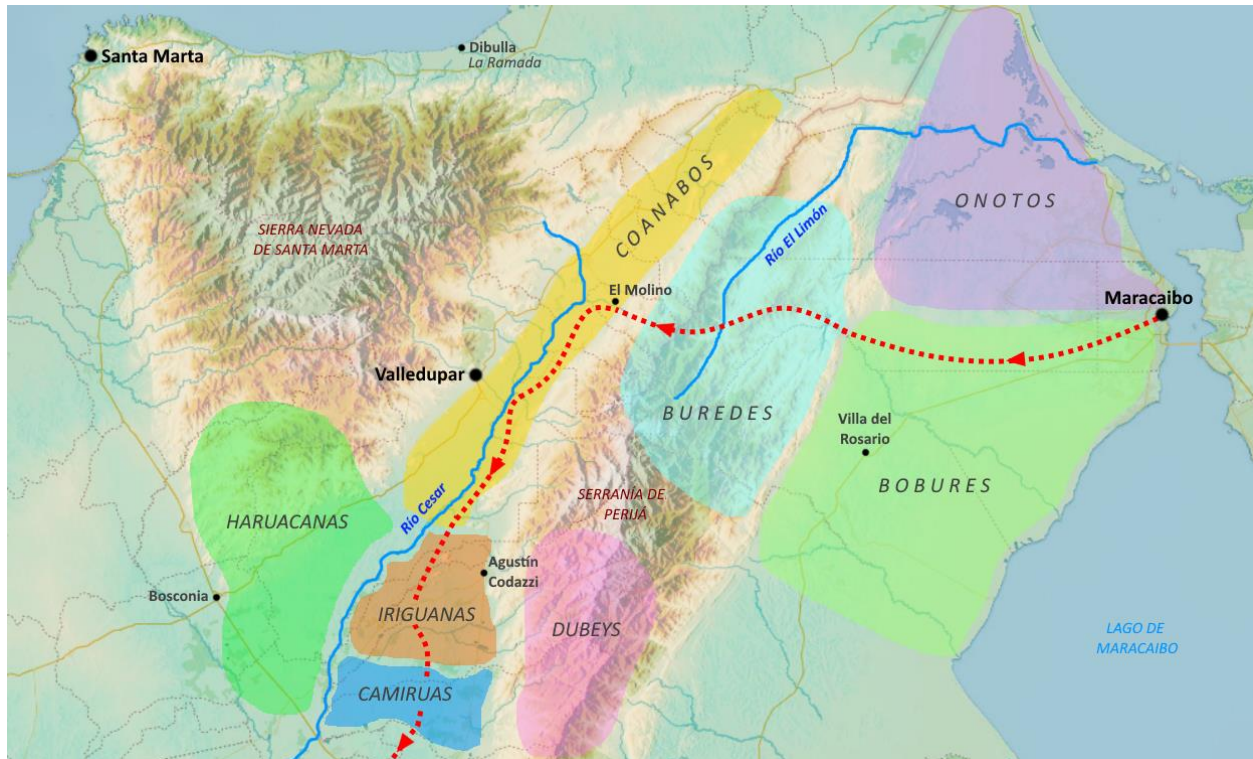 Santa Marta
Dibulla
La Ramada
COANABOS
ONOTOS
SIERRA NEVADA
DE SANTA MARTA
Río El Limón
El Molino
Maracaibo
Valledupar
BUREDES
Villa del
Rosario
BOBURES
SERRANÍA DE
PERIJÁ
Río Cesar
HARUACANAS
Agustín
Codazzi
Bosconia
IRIGUANAS
DUBEYS
LAGO DE
MARACAIBO
CAMIRUAS